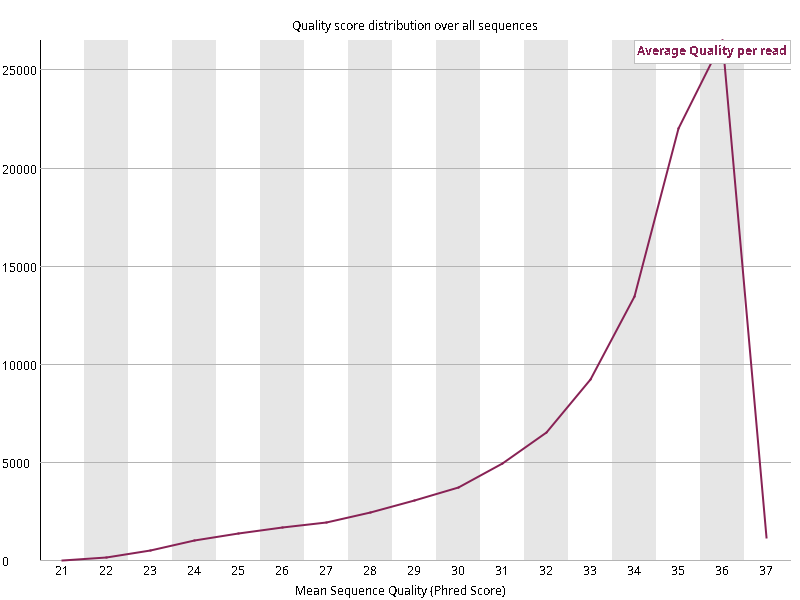 Quality score distribution over all sequences
Average Quality per read
25000
20000
15000
10000
5000
0
21 22 23 24 25 26 27 28 29 30 31 32 33 34 35 36 37
Mean Sequence Quality (Phred Score)